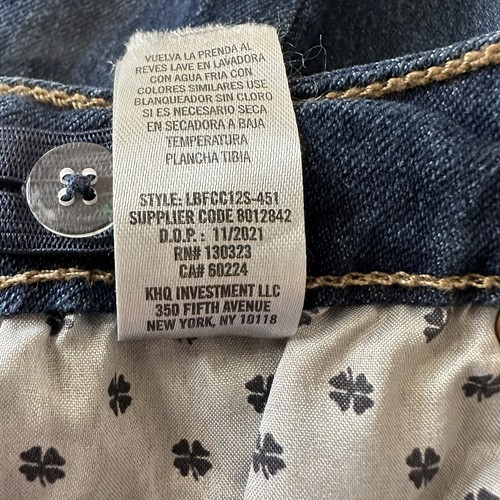 VUELVA LA PRENDA AL
REVES LAVE EN LAVADORA
CON AGUA FRIA CON
COLORES SIMILARES USE
BLANQUEADOR SIN CLORO
SI ES NECESARIO SECA
EN SECADORA A BAJA
TEMPERATURA
PLANCHA TIBIA
STYLE: LBFCC12S-451
SUPPLIER CODE 8012842
D.O.P.: 11/2021
RN# 130323
CA# 60224
KHQ INVESTMENT LLC
350 FIFTH AVENUE
NEW YORK, NY 10118